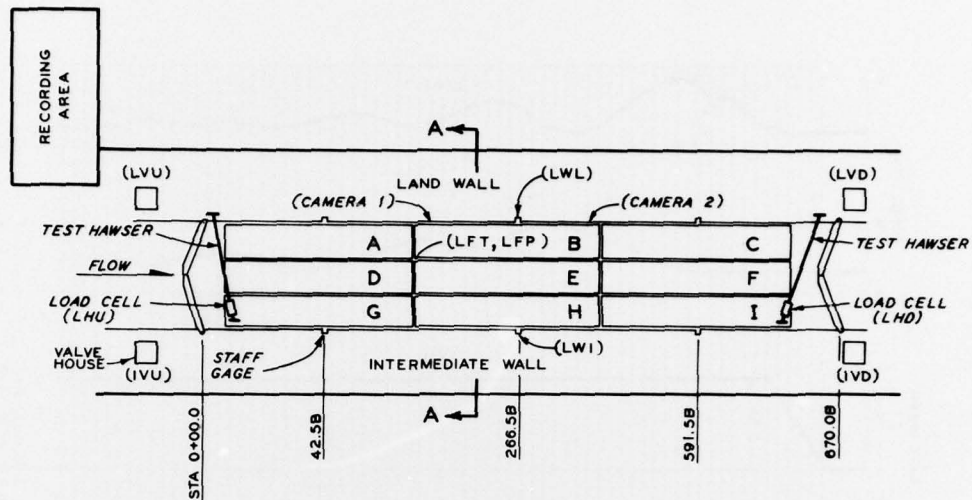 RECORDING
AREA
A
(LVU)
LAND WALL
(LWL)
(LVD)
(CAMERA 1)
(CAMERA 2)
TEST HAWSER
A
(LFT, LFP)
B
C
TEST HAWSER
FLOW
D
E
F
LOAD CELL
(LHU)
G
H
I
LOAD CELL
(LHD)
VALVE
HOUSE
(IVU)
STAFF
GAGE
INTERMEDIATE WALL
(LWI)
(IVD)
A
STA 0+00.0
42.5B
266.5B
591.5B
670.0B